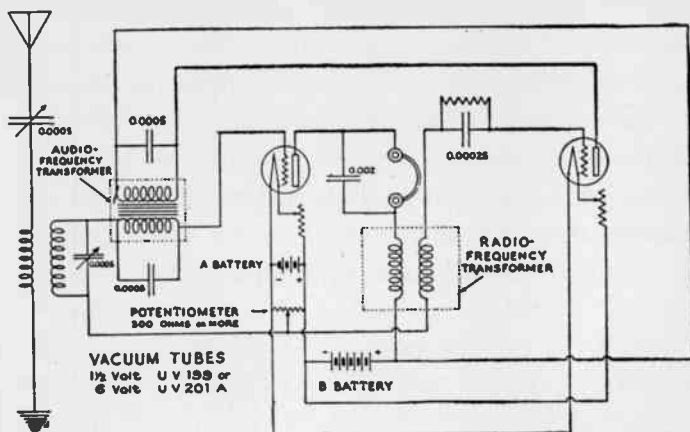 0.0005
0.0005
AUDIO-
FREQUENCY
TRANSFORMER
0.0005
0.0005
0.002
0.00025
A BATTERY
- +
POTENTIOMETER
200 OHMS OR MORE
RADIO-
FREQUENCY
TRANSFORMER
VACUUM TUBES
1½ Volt UV 199 or
6 Volt UV 201 A
- +
B BATTERY